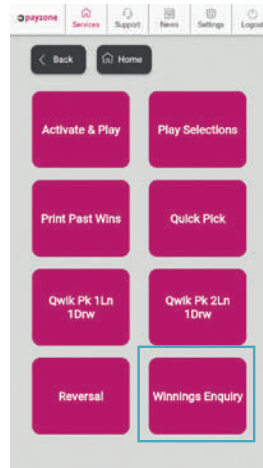 payzone
Services Support News Settings Logout
< Back Home
Activate & Play Play Selections
Print Past Wins Quick Pick
Qwik Pk 1Ln
1Drw
Qwik Pk 2Ln
1Drw
Reversal Winnings Enquiry